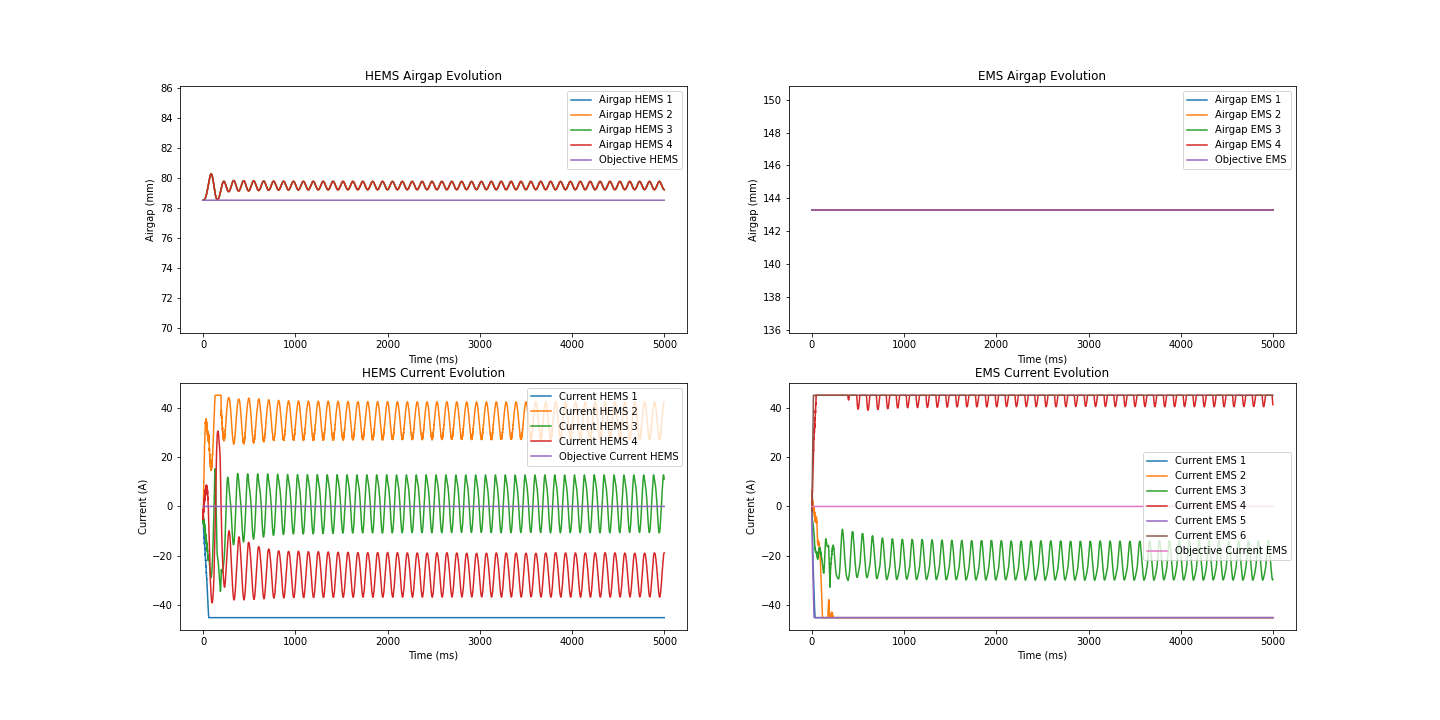 HEMS Airgap Evolution
86
84
82
80
78
76
74
72
70
Airgap (mm)
Airgap HEMS 1
Airgap HEMS 2
Airgap HEMS 3
Airgap HEMS 4
Objective HEMS
0 1000 2000 3000 4000 5000
Time (ms)
EMS Airgap Evolution
150
148
146
144
142
140
138
136
Airgap (mm)
Airgap EMS 1
Airgap EMS 2
Airgap EMS 3
Airgap EMS 4
Objective EMS
0 1000 2000 3000 4000 5000
Time (ms)
HEMS Current Evolution
40
20
0
−20
−40
Current (A)
Current HEMS 1
Current HEMS 2
Current HEMS 3
Current HEMS 4
Objective Current HEMS
0 1000 2000 3000 4000 5000
Time (ms)
EMS Current Evolution
40
20
0
−20
−40
Current (A)
Current EMS 1
Current EMS 2
Current EMS 3
Current EMS 4
Current EMS 5
Current EMS 6
Objective Current EMS
0 1000 2000 3000 4000 5000
Time (ms)